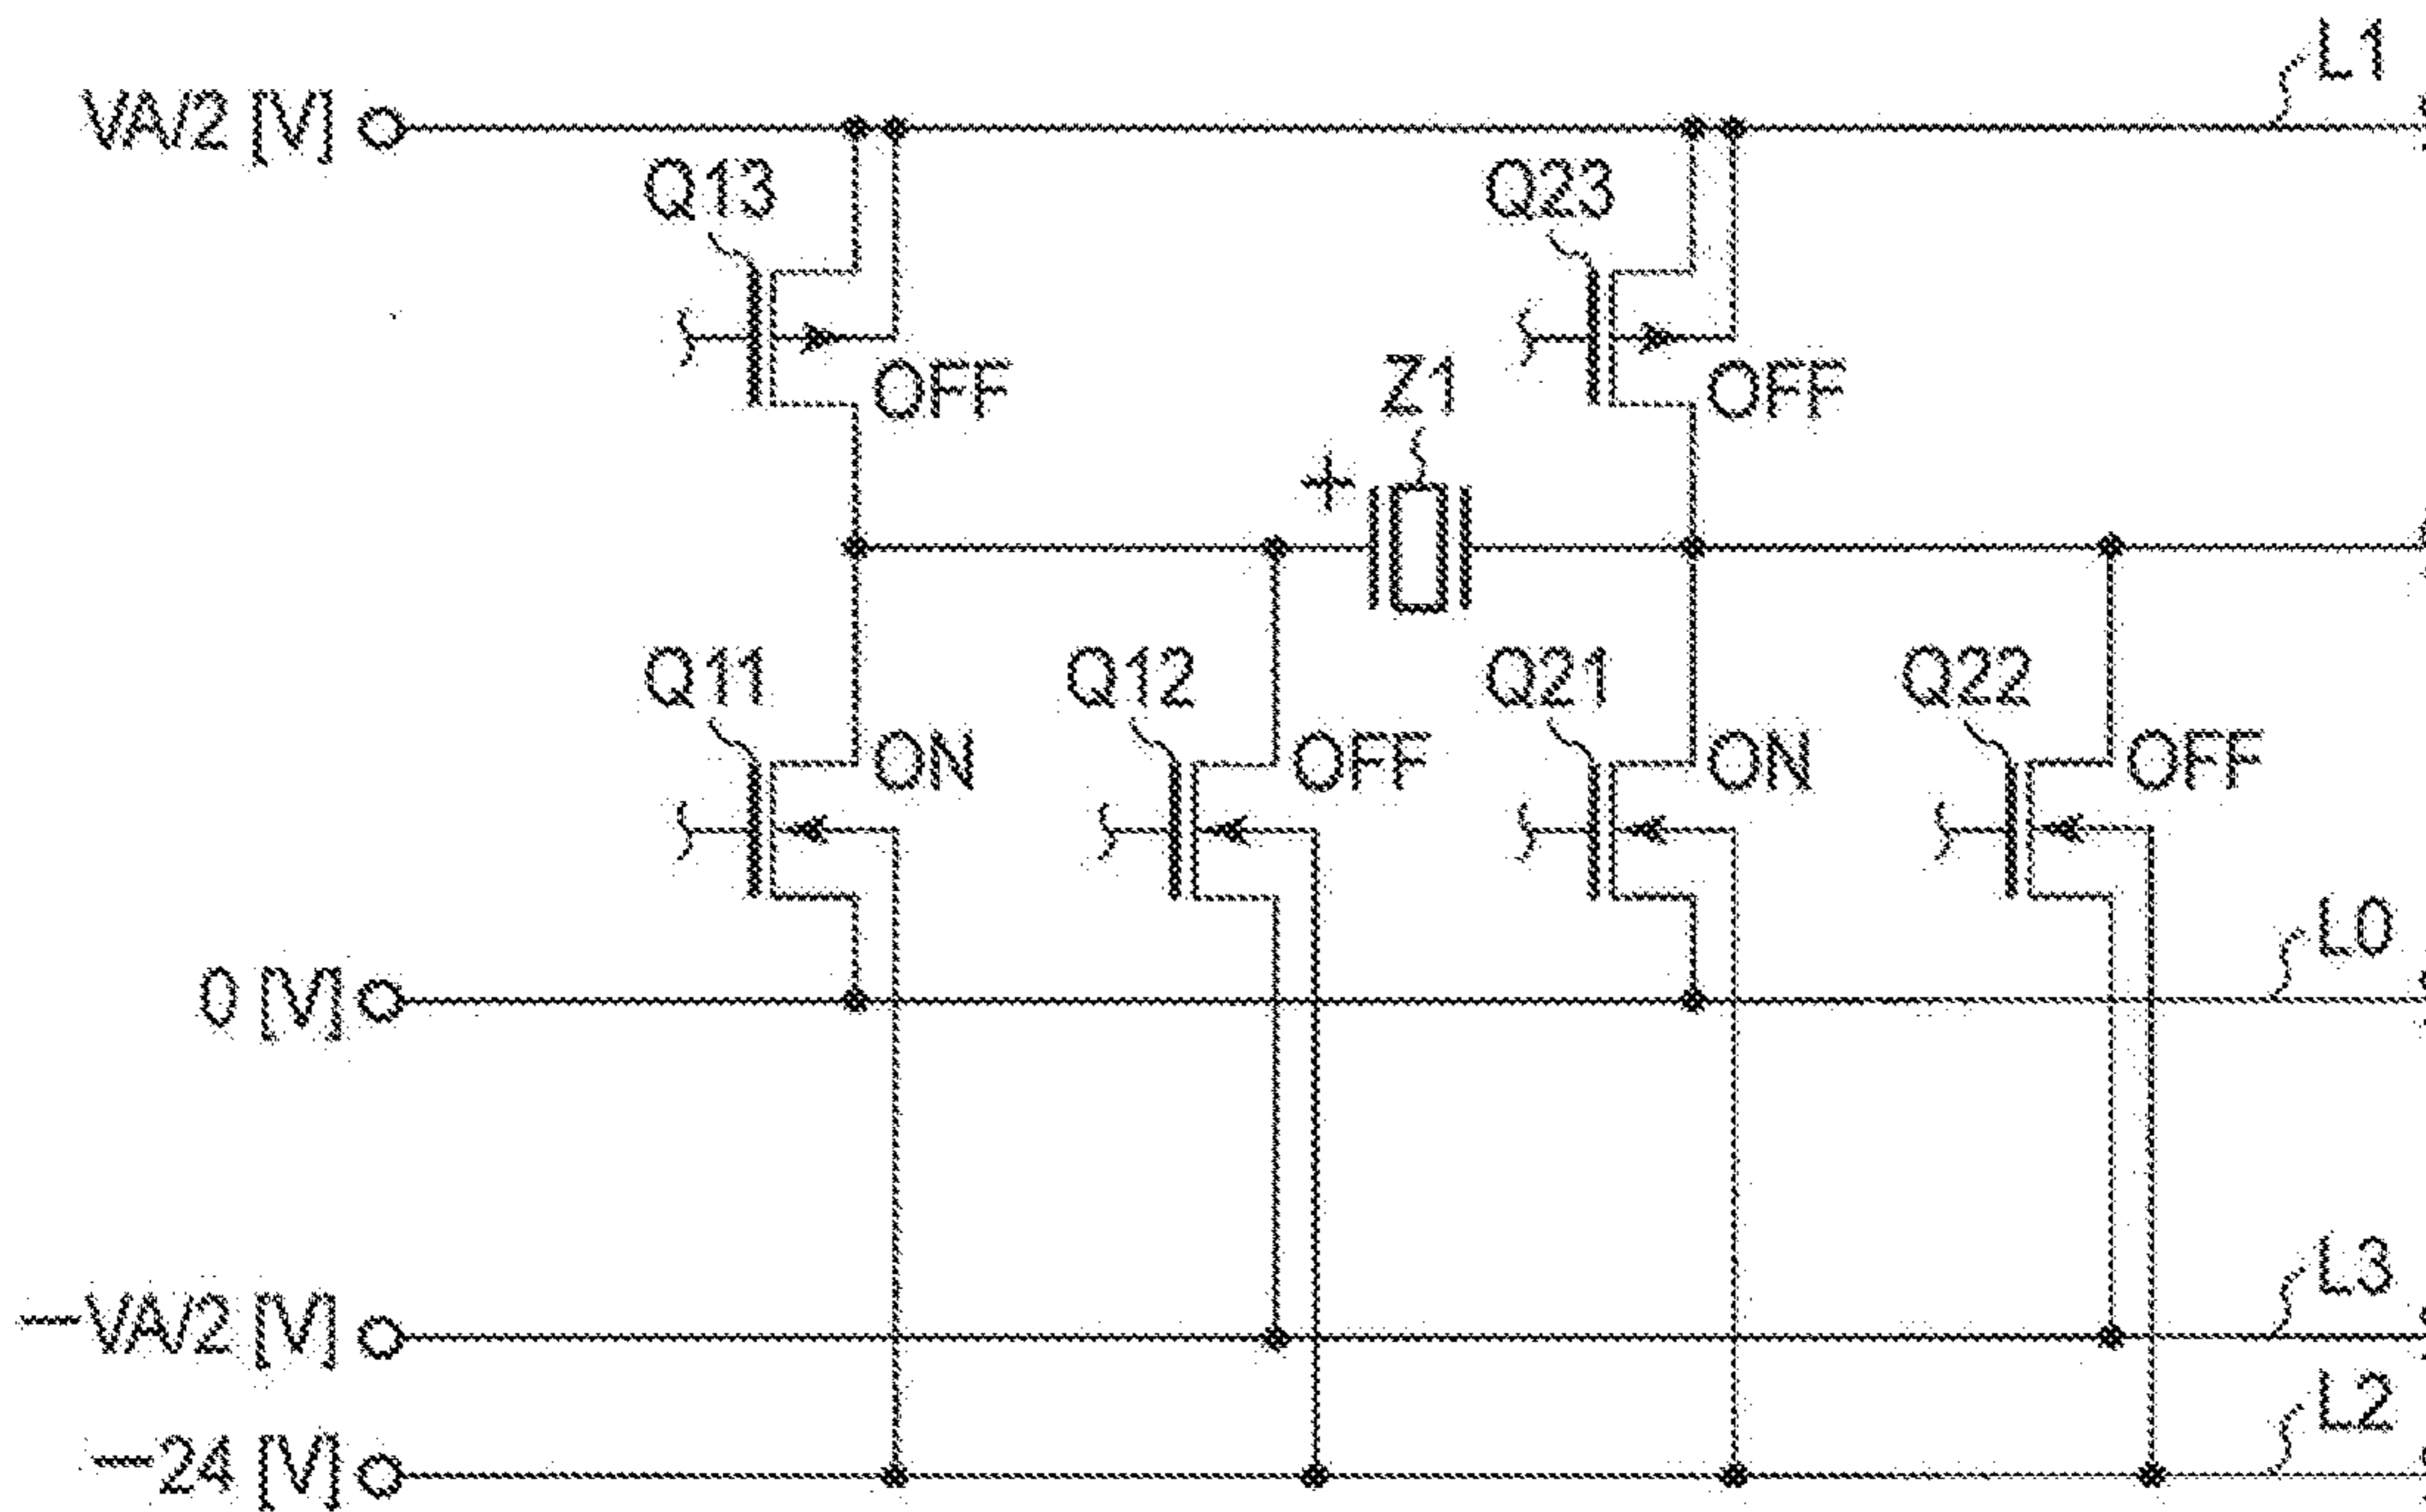 L1
VA/2 [V]
Q13
Q23
OFF
Z1
OFF
+
Q11
Q12
Q21
Q22
ON
OFF
ON
OFF
L0
0 [V]
L3
−VA/2 [V]
L2
−24 [V]